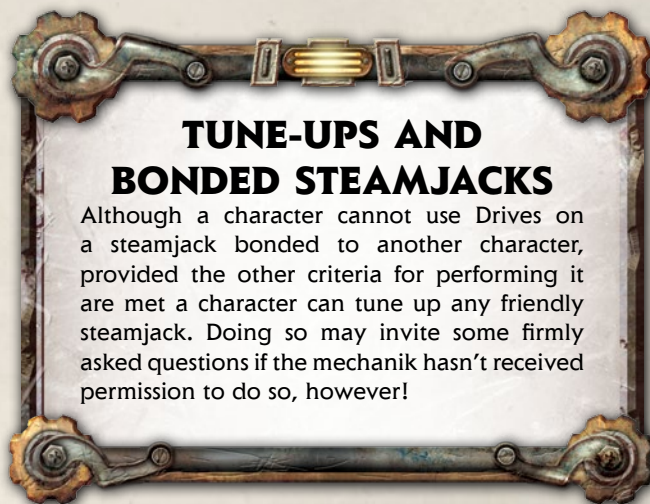 TUNE-UPS AND
BONDED STEAMJACKS
Although a character cannot use Drives on
a steamjack bonded to another character,
provided the other criteria for performing it
are met a character can tune up any friendly
steamjack. Doing so may invite some firmly
asked questions if the mechanik hasn't received
permission to do so, however!